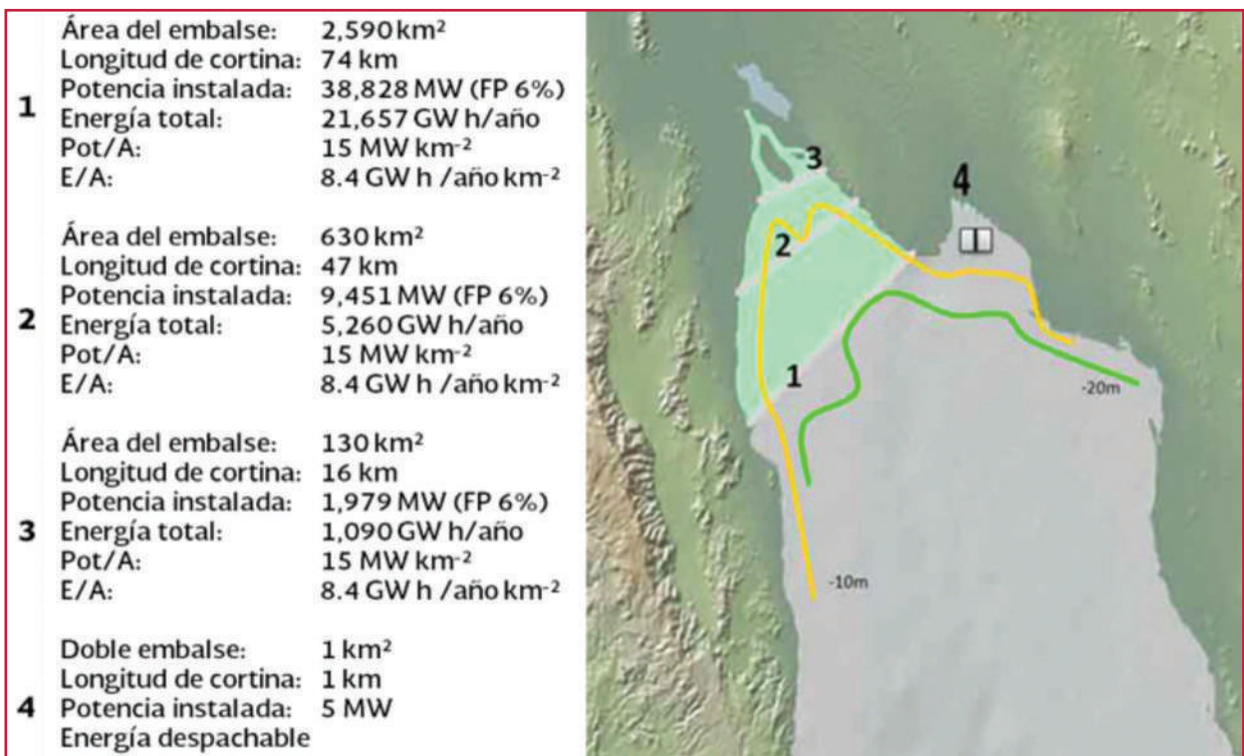 Área del embalse: 2,590 km²
Longitud de cortina: 74 km
Potencia instalada: 38,828 MW (FP 6%)
1
Energía total: 21,657 GW h/año
Pot/A: 15 MW km-²
E/A: 8.4 GW h /año km-²
Área del embalse: 630 km²
Longitud de cortina: 47 km
Potencia instalada: 9,451 MW (FP 6%)
2
Energía total: 5,260 GW h/año
Pot/A: 15 MW km-²
E/A: 8.4 GW h /año km-²
Área del embalse: 130 km²
Longitud de cortina: 16 km
Potencia instalada: 1,979 MW (FP 6%)
3 Energía total: 1,090 GW h/año
Pot/A: 15 MW km-²
E/A: 8.4 GW h /año km-²
Doble embalse: 1 km²
Longitud de cortina: 1 km
4 Potencia instalada: 5 MW
Energía despachable
3
4
2
1
-20m
-10m